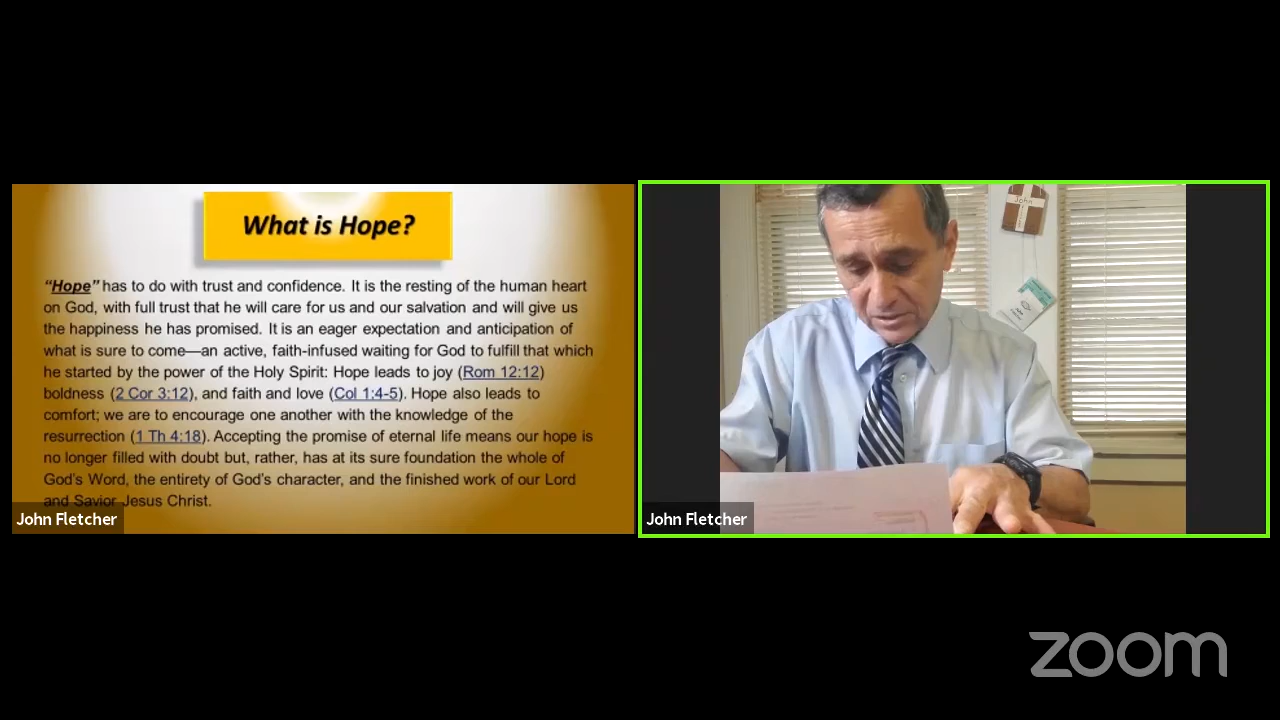 What is Hope?
“Hope” has to do with trust and confidence. It is the resting of the human heart
on God, with full trust that he will care for us and our salvation and will give us
the happiness he has promised. It is an eager expectation and anticipation of
what is sure to come—an active, faith-infused waiting for God to fulfill that which
he started by the power of the Holy Spirit: Hope leads to joy (Rom 12:12)
boldness (2 Cor 3:12), and faith and love (Col 1:4-5). Hope also leads to
comfort; we are to encourage one another with the knowledge of the
resurrection (1 Th 4:18). Accepting the promise of eternal life means our hope is
no longer filled with doubt but, rather, has at its sure foundation the whole of
God’s Word, the entirety of God’s character, and the finished work of our Lord
and Savior Jesus Christ.
John Fletcher
John
John Fletcher
zoom